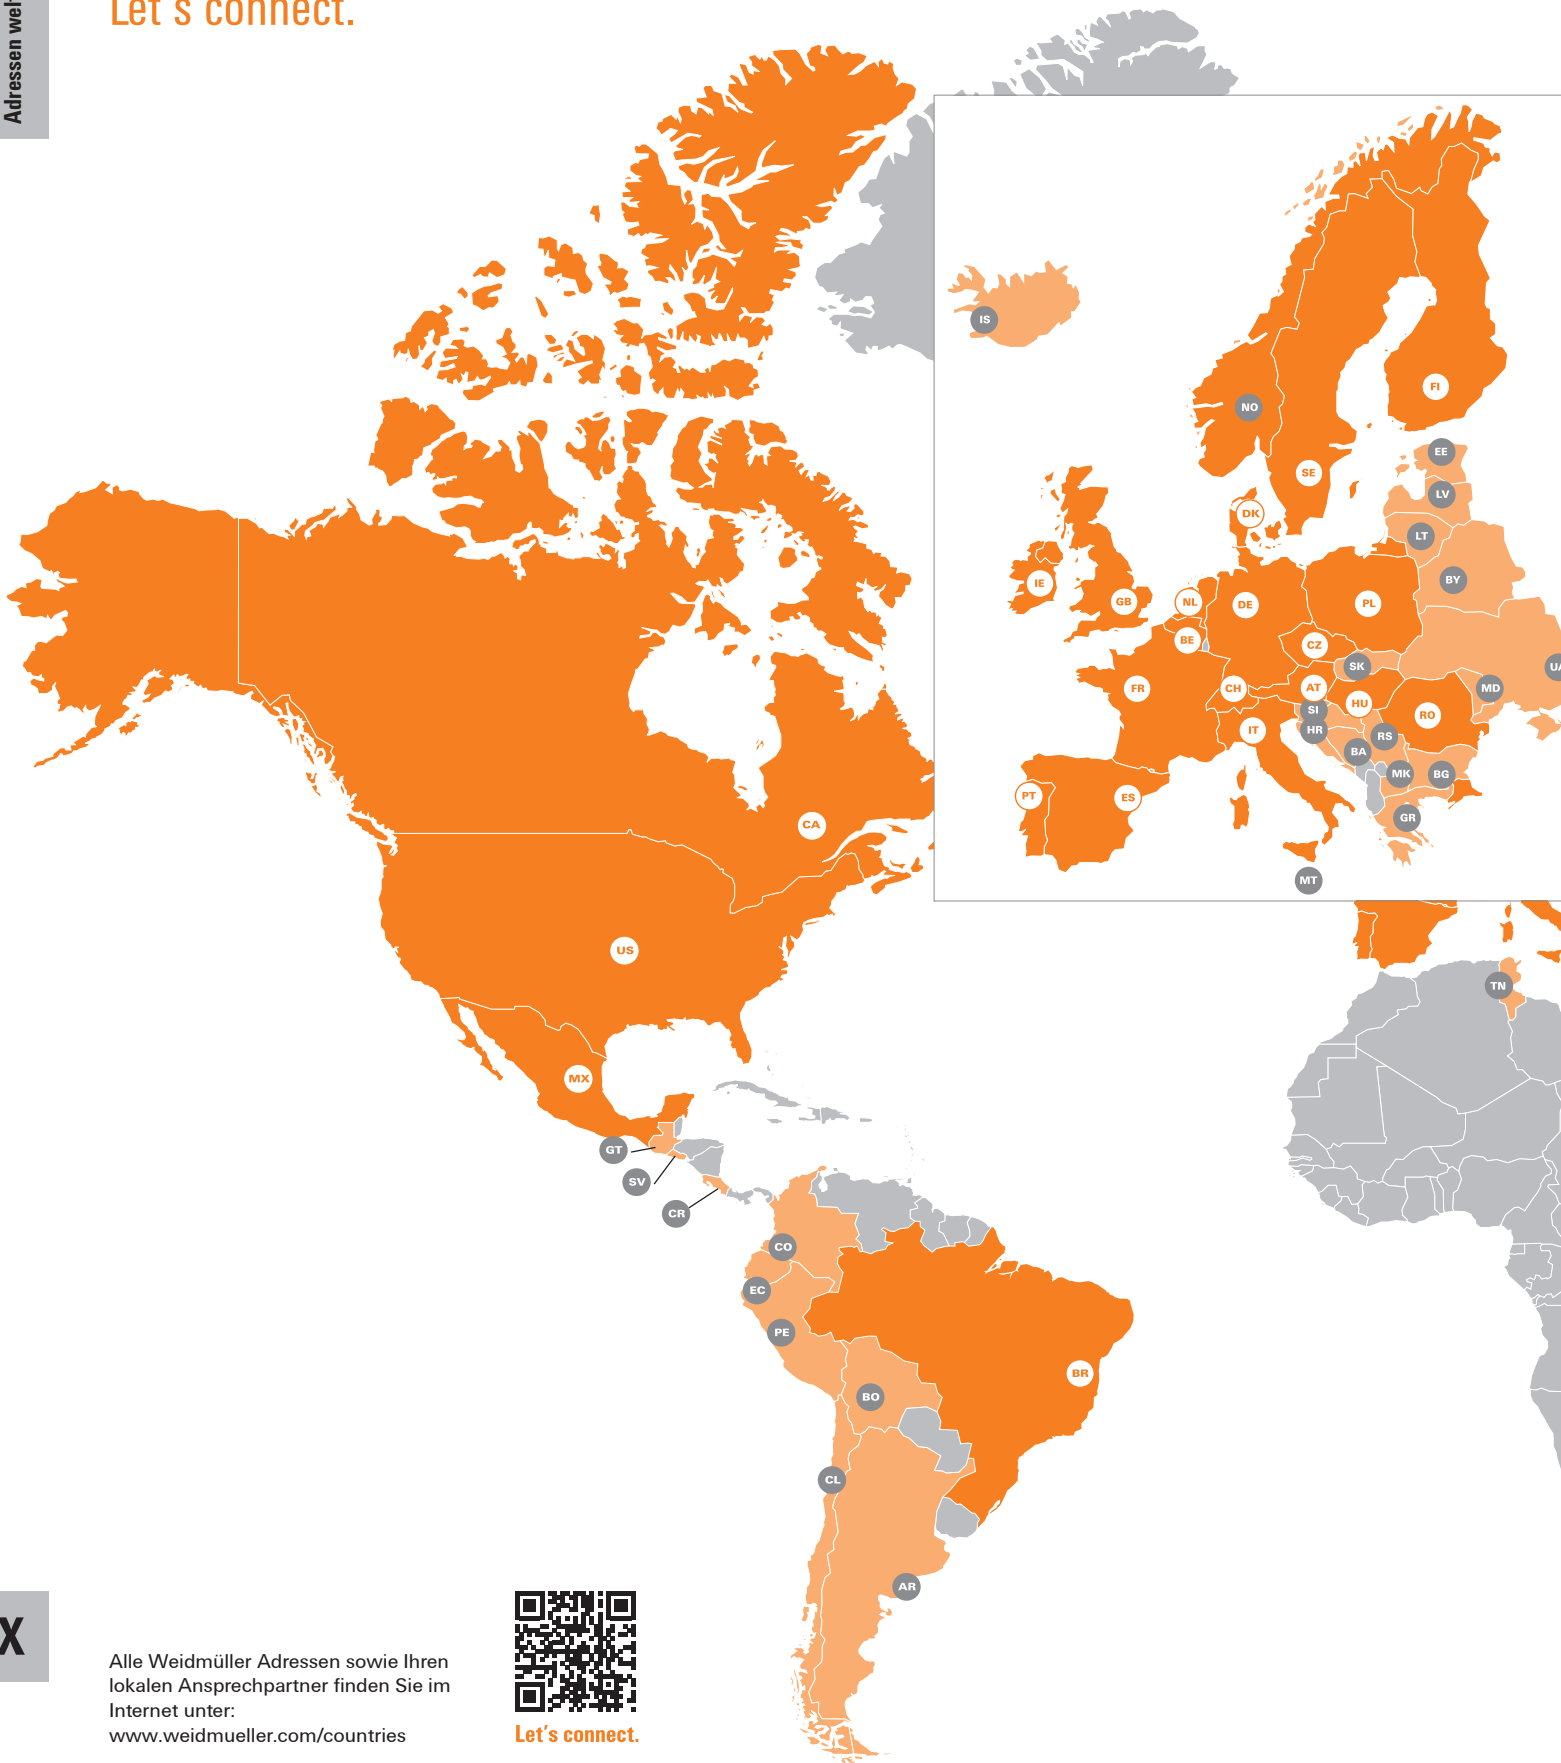 Let's connect.
Adressen wel
IS
NO
FI
SE
EE
LV
DK
LT
BY
IE
GB
NL
DE
PL
BE
CZ
SK
UA
FR
CH
AT
HU
MD
SI
RO
IT
HR
RS
BA
MK
BG
PT
ES
GR
MT
CA
US
TN
MX
GT
SV
CR
CO
EC
PE
BR
BO
CL
AR
X
Alle Weidmüller Adressen sowie Ihren
lokalen Ansprechpartner finden Sie im
Internet unter:
www.weidmueller.com/countries
Let's connect.